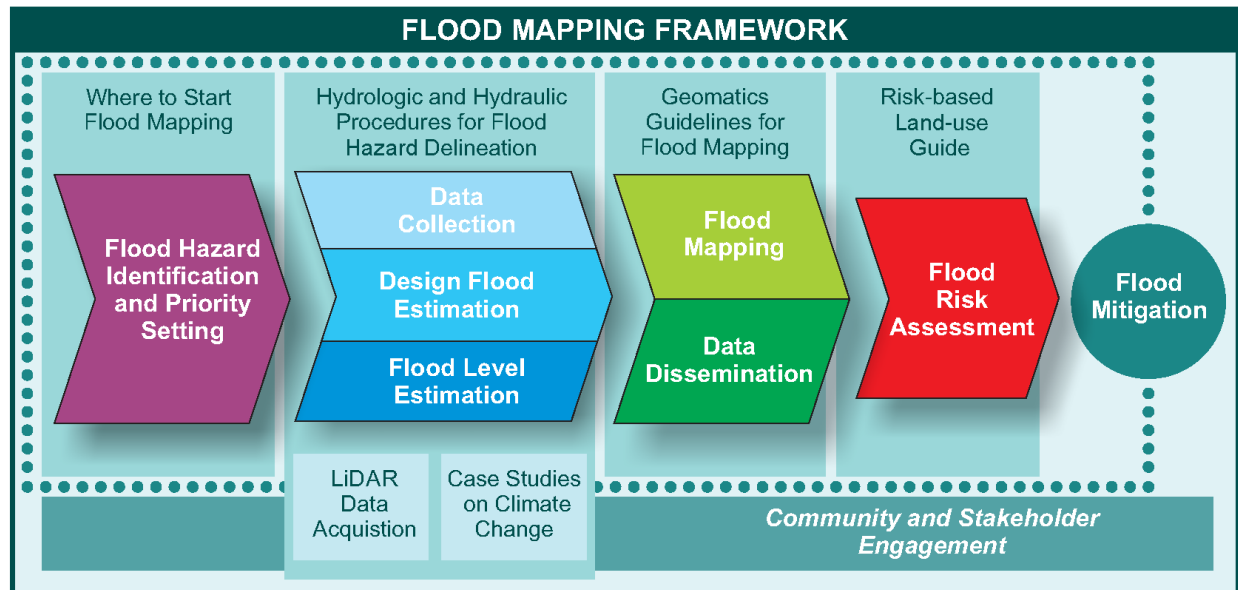 FLOOD MAPPING FRAMEWORK
Where to Start
Flood Mapping
Hydrologic and Hydraulic
Procedures for Flood
Hazard Delineation
Geomatics
Guidelines for
Flood Mapping
Risk-based
Land-use
Guide
Flood Hazard
Identification
and Priority
Setting
Data
Collection
Design Flood
Estimation
Flood Level
Estimation
Flood
Mapping
Data
Dissemination
Flood
Risk
Assessment
Flood
Mitigation
LiDAR
Data
Acquistion
Case Studies
on Climate
Change
Community and Stakeholder
Engagement